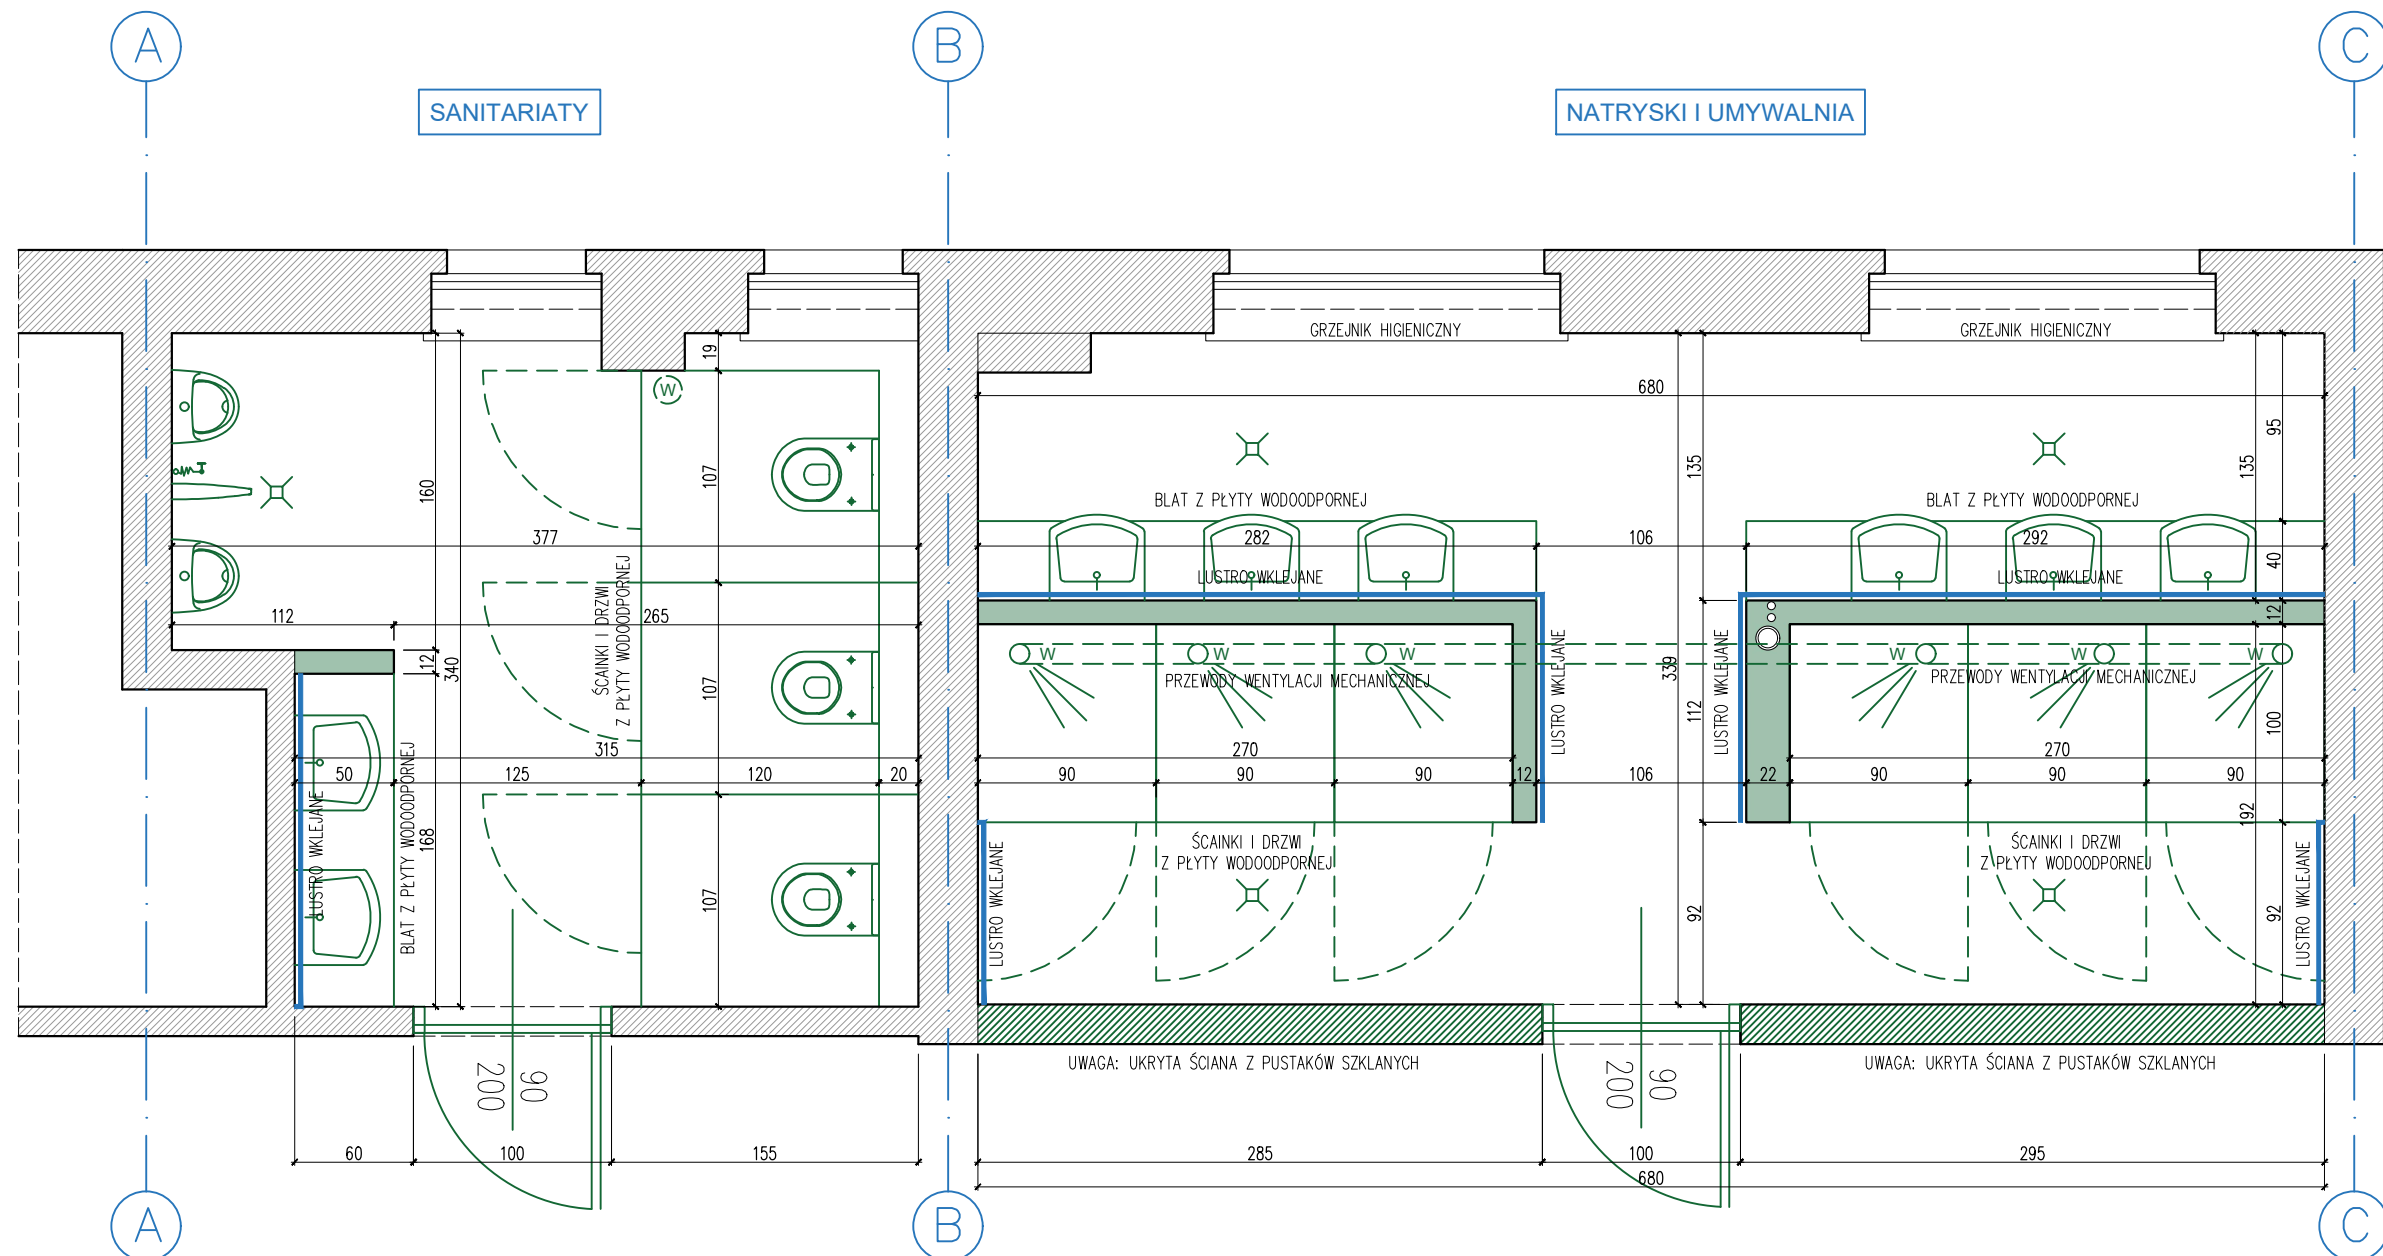 A
B
C
SANITARIATY
NATRYSKI I UMYWALNIA
GRZEJNIK HIGIENICZNY
GRZEJNIK HIGIENICZNY
19
W
680
95
107
160
135
135
BLAT Z PŁYTY WODOODPORNEJ
BLAT Z PŁYTY WODOODPORNEJ
377
282
106
292
40
LUSTRO WKLEJANE
LUSTRO WKLEJANE
112
265
12
12
340
ŚCAINKI I DRZWI
Z PŁYTY WODOODPORNEJ
107
W
W
W
W
W
W
PRZEWODY WENTYLACJI MECHANICZNEJ
PRZEWODY WENTYLACJI MECHANICZNEJ
LUSTRO WKLEJANE
LUSTRO WKLEJANE
339
112
100
315
270
270
50
125
120
20
90
90
90
12
106
22
90
90
90
LUSTRO WKLEJANE
BLAT Z PŁYTY WODOODPORNEJ
168
192
ŚCAINKI I DRZWI
Z PŁYTY WODOODPORNEJ
ŚCAINKI I DRZWI
Z PŁYTY WODOODPORNEJ
LUSTRO WKLEJANE
LUSTRO WKLEJANE
107
92
92
UWAGA: UKRYTA ŚCIANA Z PUSTAKÓW SZKLANYCH
UWAGA: UKRYTA ŚCIANA Z PUSTAKÓW SZKLANYCH
90
200
90
200
60
100
155
285
100
295
680
A
B
C